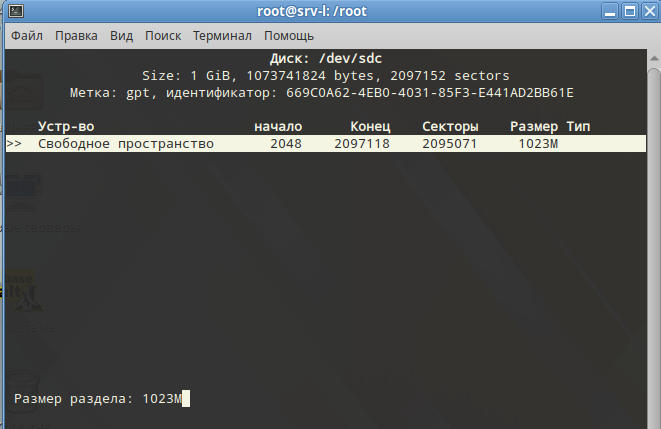 root@srv-l: /root
Файл Правка Вид Поиск Терминал Помощь
Диск: /dev/sdc
Size: 1 GiB, 1073741824 bytes, 2097152 sectors
Метка: gpt, идентификатор: 669C0A62-4EB0-4031-85F3-E441AD2BB61E
Устр-во начало Конец Секторы Размер Тип
>> Свободное пространство 2048 2097118 2095071 1023M
Размер раздела: 1023M